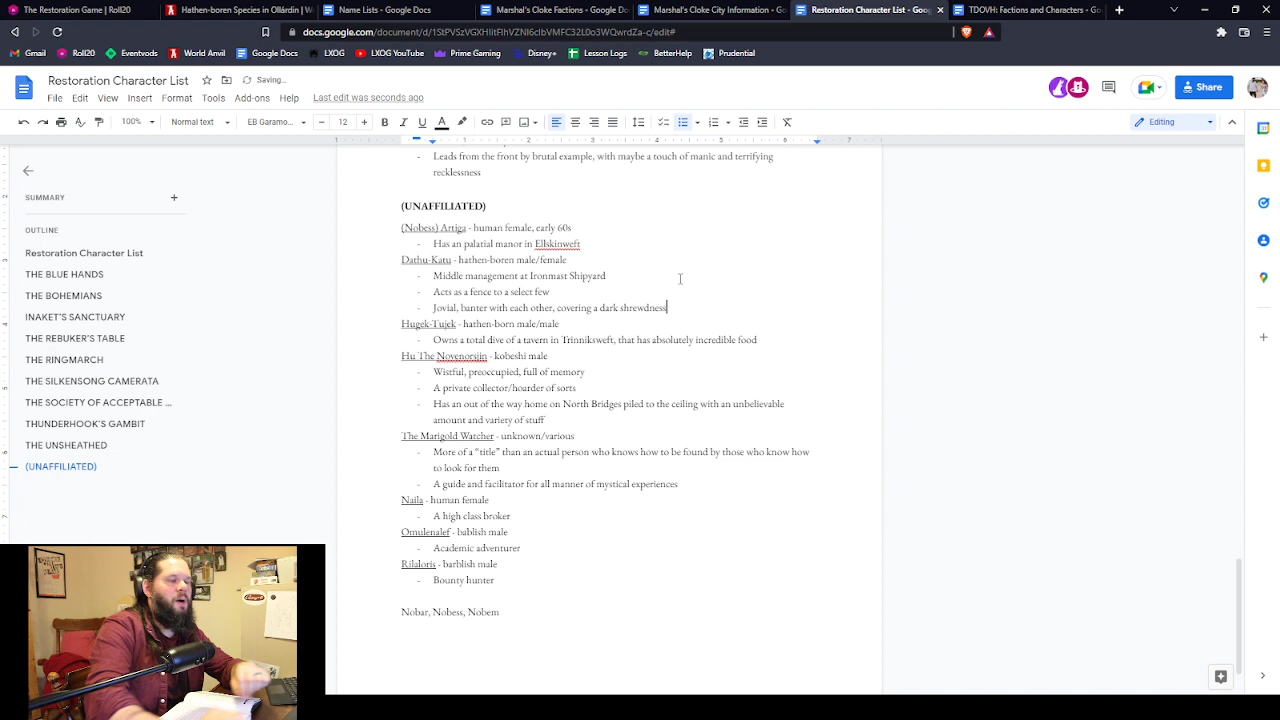 The Restoration Game | Roll20
Hathen-boren Species in Ollárdin | W
Name Lists - Google Docs
Marshal's Cloke Factions - Google Do
Marshal's Cloke City Information - Go
Restoration Character List - Google
TDOVH: Factions and Characters - Go
Gmail
Roll20
Eventods
World Anvil
Google Docs
LXOG
LXOG YouTube
Prime Gaming
Disney+
Lesson Logs
BetterHelp
Prudential
Restoration Character List
Saving...
File Edit View Insert Format Tools Add-ons Help Last edit was seconds ago
Share
100% Normal text EB Garamo... 12
Editing
SUMMARY
OUTLINE
Restoration Character List
THE BLUE HANDS
THE BOHEMIANS
INAKET'S SANCTUARY
THE REBUKER'S TABLE
THE RINGMARCH
THE SILKENSONG CAMERATA
THE SOCIETY OF ACCEPTABLE ...
THUNDERHOOK'S GAMBIT
THE UNSHEATHED
(UNAFFILIATED)
- Leads from the front by brutal example, with maybe a touch of manic and terrifying
recklessness
(UNAFFILIATED)
(Nobess) Artiga - human female, early 60s
- Has an palatial manor in Ellskinweft
Dathu-Katu - hathen-boren male/female
- Middle management at Ironmast Shipyard
- Acts as a fence to a select few
- Jovial, banter with each other, covering a dark shrewdness
Hugek-Tujek - hathen-born male/male
- Owns a total dive of a tavern in Trinniksweft, that has absolutely incredible food
Hu The Novenorsjin - kobeshi male
- Wistful, preoccupied, full of memory
- A private collector/hoarder of sorts
- Has an out of the way home on North Bridges piled to the ceiling with an unbelievable
amount and variety of stuff
The Marigold Watcher - unknown/various
- More of a "title" than an actual person who knows how to be found by those who know how
to look for them
- A guide and facilitator for all manner of mystical experiences
Naila - human female
- A high class broker
Omulenalef - bablish male
- Academic adventurer
Rilaloris - barblish male
- Bounty hunter
Nobar, Nobess, Nobem